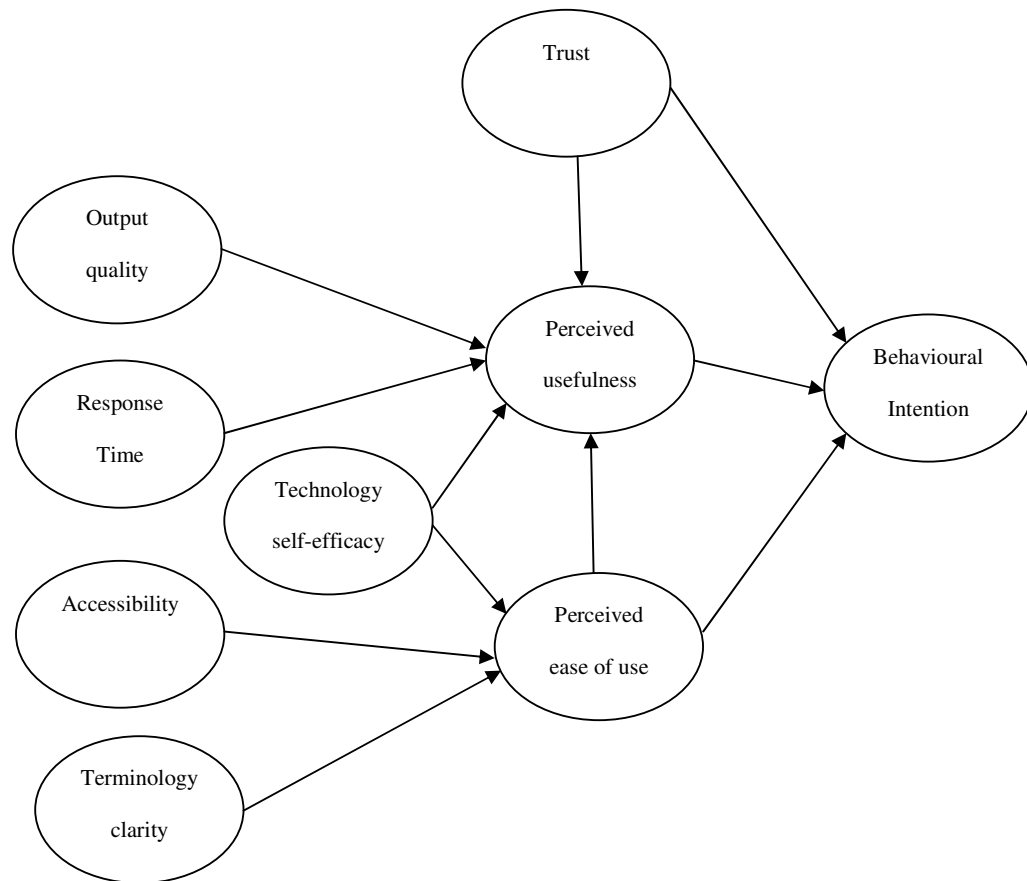 Trust
Output
quality
Perceived
usefulness
Behavioural
Intention
Response
Time
Technology
self-efficacy
Accessibility
Perceived
ease of use
Terminology
clarity